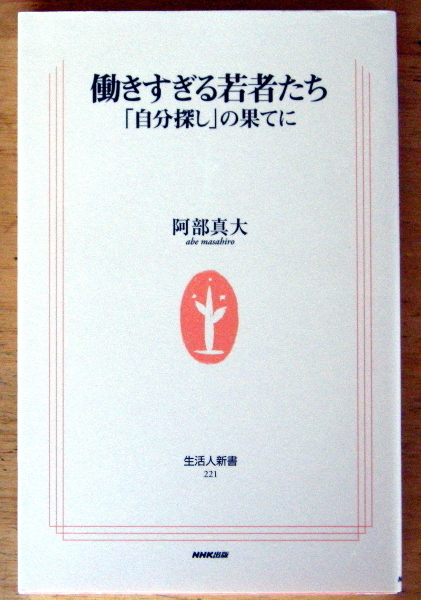 働きすぎる若者たち
「自分探し」の果てに
阿部真大
abe masahiro
生活人新書
221
NHK出版